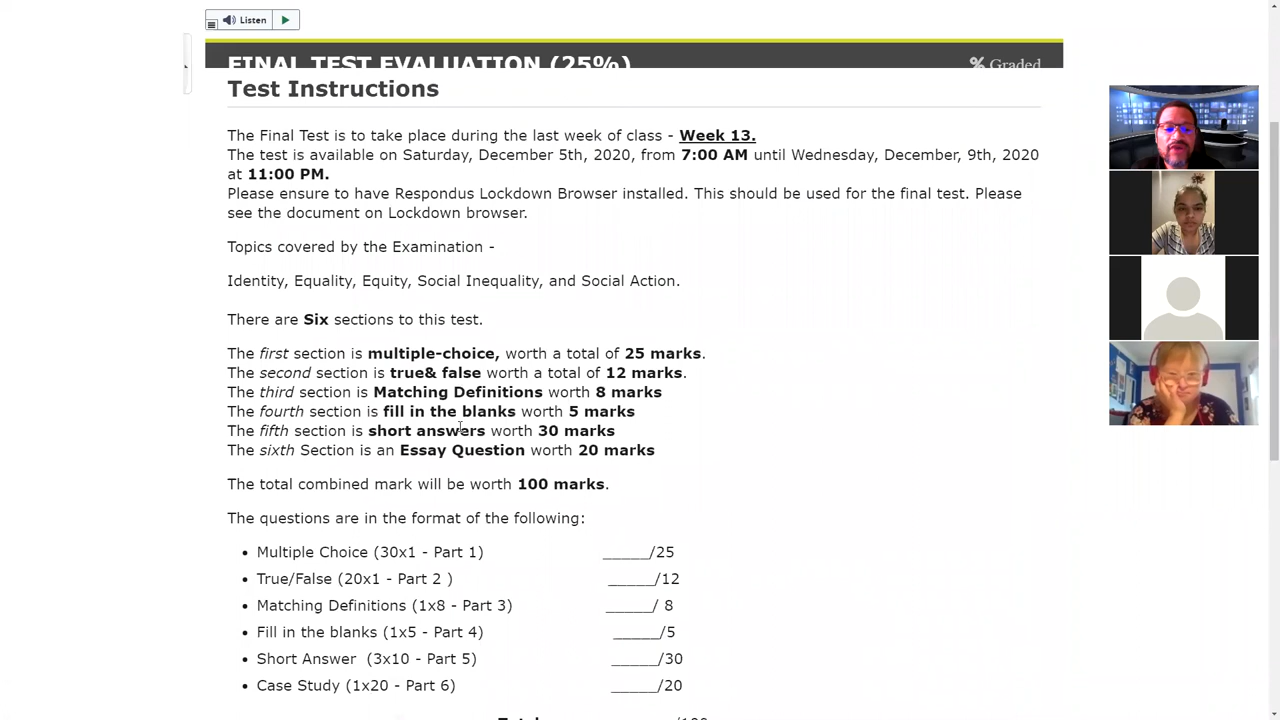 Listen
FINAL TEST EVALUATION (25%)
Graded
Test Instructions
The Final Test is to take place during the last week of class - Week 13.
The test is available on Saturday, December 5th, 2020, from 7:00 AM until Wednesday, December, 9th, 2020
at 11:00 PM.
Please ensure to have Respondus Lockdown Browser installed. This should be used for the final test. Please
see the document on Lockdown browser.
Topics covered by the Examination -
Identity, Equality, Equity, Social Inequality, and Social Action.
There are Six sections to this test.
The first section is multiple-choice, worth a total of 25 marks.
The second section is true& false worth a total of 12 marks.
The third section is Matching Definitions worth 8 marks
The fourth section is fill in the blanks worth 5 marks
The fifth section is short answers worth 30 marks
The sixth Section is an Essay Question worth 20 marks
The total combined mark will be worth 100 marks.
The questions are in the format of the following:
• Multiple Choice (30x1 - Part 1) _____/25
• True/False (20x1 - Part 2 ) _____/12
• Matching Definitions (1x8 - Part 3) _____/ 8
• Fill in the blanks (1x5 - Part 4) _____/5
• Short Answer (3x10 - Part 5) _____/30
• Case Study (1x20 - Part 6) _____/20